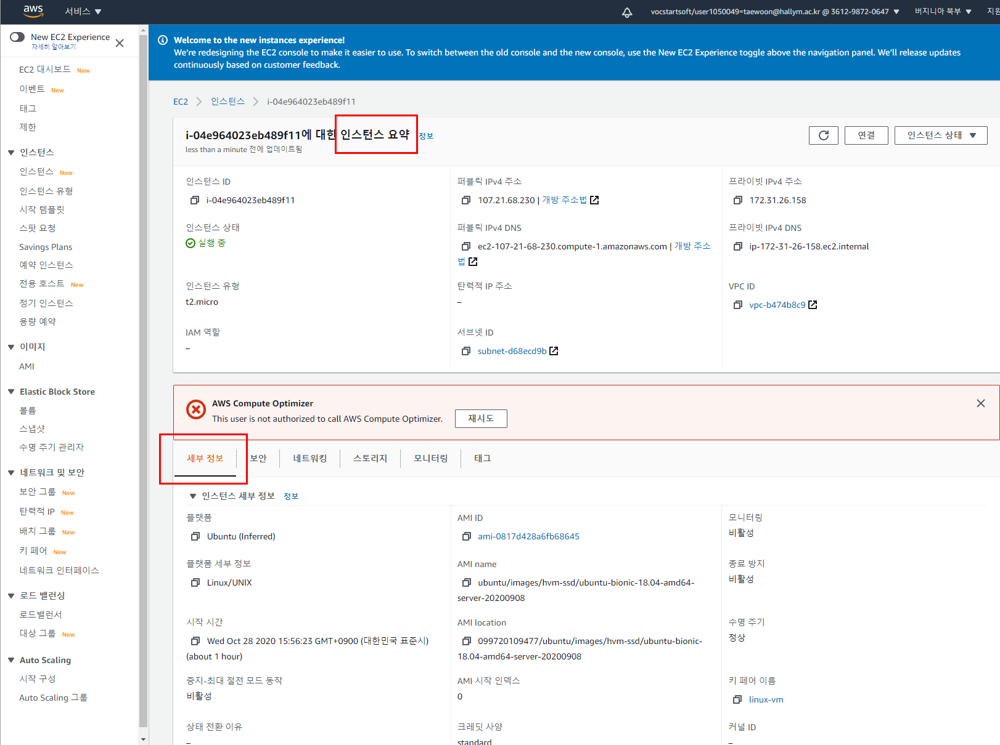 aws
서비스
vocstartsoft/user1050049=taewoon@hallym.ac.kr @ 3612-9872-0647
버지니아 북부
New EC2 Experience
자세히 알아보기
EC2 대시보드 New
이벤트 New
태그
제한
인스턴스
인스턴스 New
인스턴스 유형
시작 템플릿
스팟 요청
Savings Plans
예약 인스턴스
전용 호스트 New
정기 인스턴스
용량 예약
이미지
AMI
Elastic Block Store
볼륨
스냅샷
수명 주기 관리자
네트워크 및 보안
보안 그룹 New
탄력적 IP New
배치 그룹 New
키 페어 New
네트워크 인터페이스
로드 밸런싱
로드밸런서
대상 그룹 New
Auto Scaling
시작 구성
Auto Scaling 그룹
Welcome to the new instances experience!
We're redesigning the EC2 console to make it easier to use. To switch between the old console and the new console, use the New EC2 Experience toggle above the navigation panel. We'll release updates
continuously based on customer feedback.
EC2 인스턴스 i-04e964023eb489f11
i-04e964023eb489f11에 대한 인스턴스 요약 정보
less than a minute 전에 업데이트됨
연결
인스턴스 상태
인스턴스 ID
i-04e964023eb489f11
인스턴스 상태
실행 중
인스턴스 유형
t2.micro
IAM 역할
–
퍼블릭 IPv4 주소
107.21.68.230 | 개방 주소법
퍼블릭 IPv4 DNS
ec2-107-21-68-230.compute-1.amazonaws.com | 개방 주소
법
탄력적 IP 주소
–
서브넷 ID
subnet-d68ecd9b
프라이빗 IPv4 주소
172.31.26.158
프라이빗 IPv4 DNS
ip-172-31-26-158.ec2.internal
VPC ID
vpc-b474b8c9
AWS Compute Optimizer
This user is not authorized to call AWS Compute Optimizer.
재시도
세부 정보
보안
네트워킹
스토리지
모니터링
태그
인스턴스 세부 정보 정보
플랫폼
Ubuntu (Inferred)
플랫폼 세부 정보
Linux/UNIX
시작 시간
Wed Oct 28 2020 15:56:23 GMT+0900 (대한민국 표준시)
(about 1 hour)
중지-최대 절전 모드 동작
비활성
상태 전환 이유
–
AMI ID
ami-0817d428a6fb68645
AMI name
ubuntu/images/hvm-ssd/ubuntu-bionic-18.04-amd64-
server-20200908
AMI location
099720109477/ubuntu/images/hvm-ssd/ubuntu-bionic-
18.04-amd64-server-20200908
AMI 시작 인덱스
0
크레딧 사양
standard
모니터링
비활성
종료 방지
비활성
수명 주기
정상
키 페어 이름
linux-vm
커널 ID
–